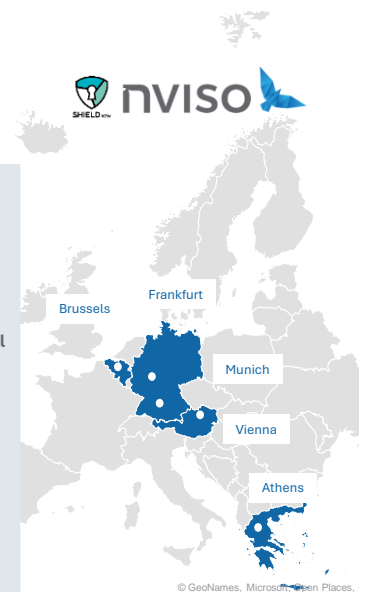 nviso
SHIELD
Frankfurt
Brussels
l
Munich
Vienna
Athens
© GeoNames, Microsoft, Open Places,